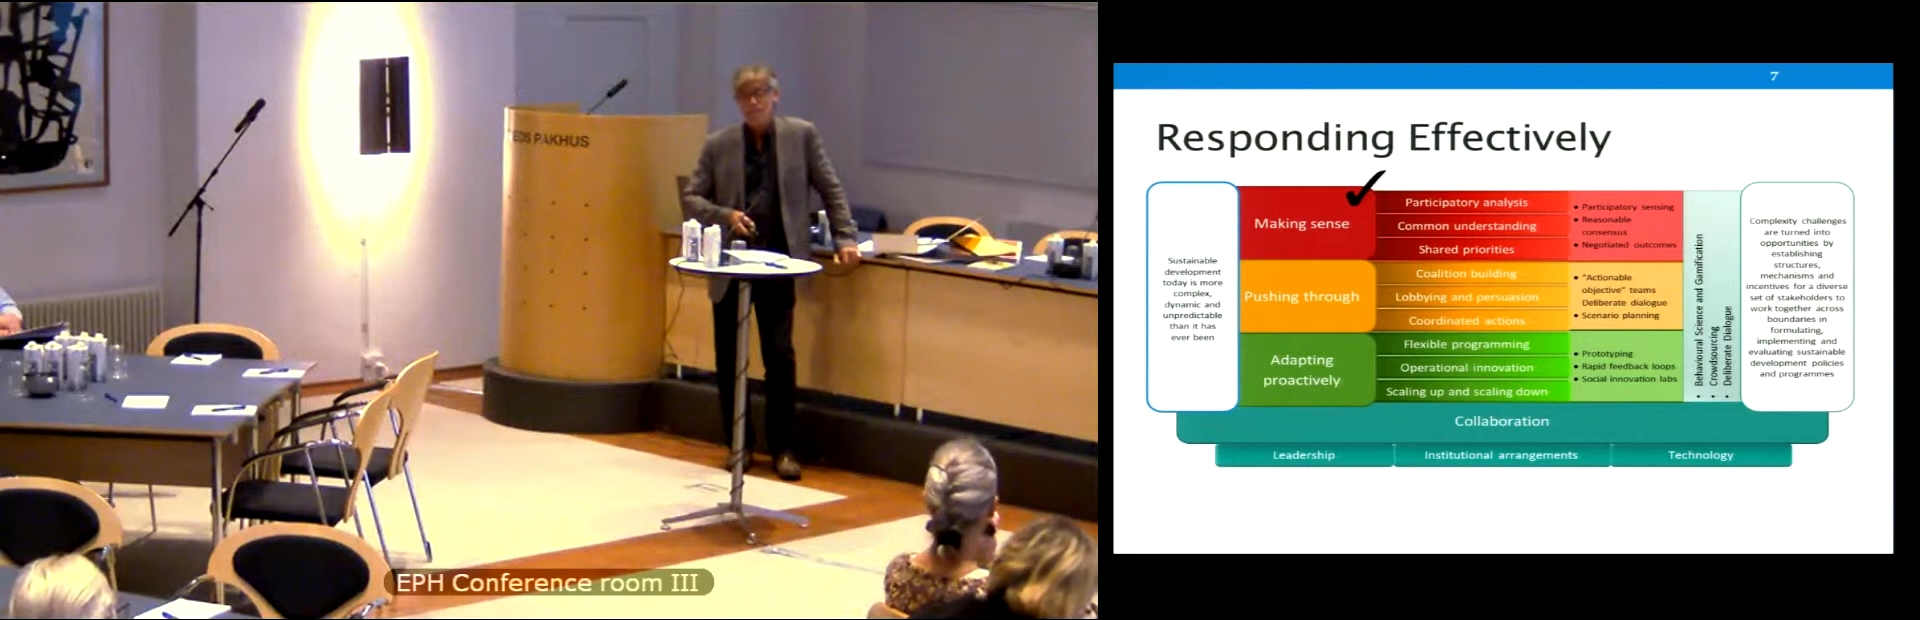 EDS PAKHUS
EPH Conference room III
7
Responding Effectively
Sustainable
development
today is more
complex,
dynamic and
unpredictable
than it has
ever been
Making sense
Participatory analysis
Common understanding
Shared priorities
• Participatory sensing
• Reasonable
consensus
• Negotiated outcomes
Pushing through
Coalition building
Lobbying and persuasion
Coordinated actions
• "Actionable
objective" teams
Deliberate dialogue
• Scenario planning
Adapting
proactively
Flexible programming
Operational innovation
Scaling up and scaling down
• Prototyping
• Rapid feedback loops
• Social innovation labs
• Behavioural Science and Gamification
• Crowdsourcing
• Deliberate Dialogue
Complexity challenges
are turned into
opportunities by
establishing
structures,
mechanisms and
incentives for a diverse
set of stakeholders to
work together across
boundaries in
formulating,
implementing and
evaluating sustainable
development policies
and programmes
Collaboration
Leadership
Institutional arrangements
Technology